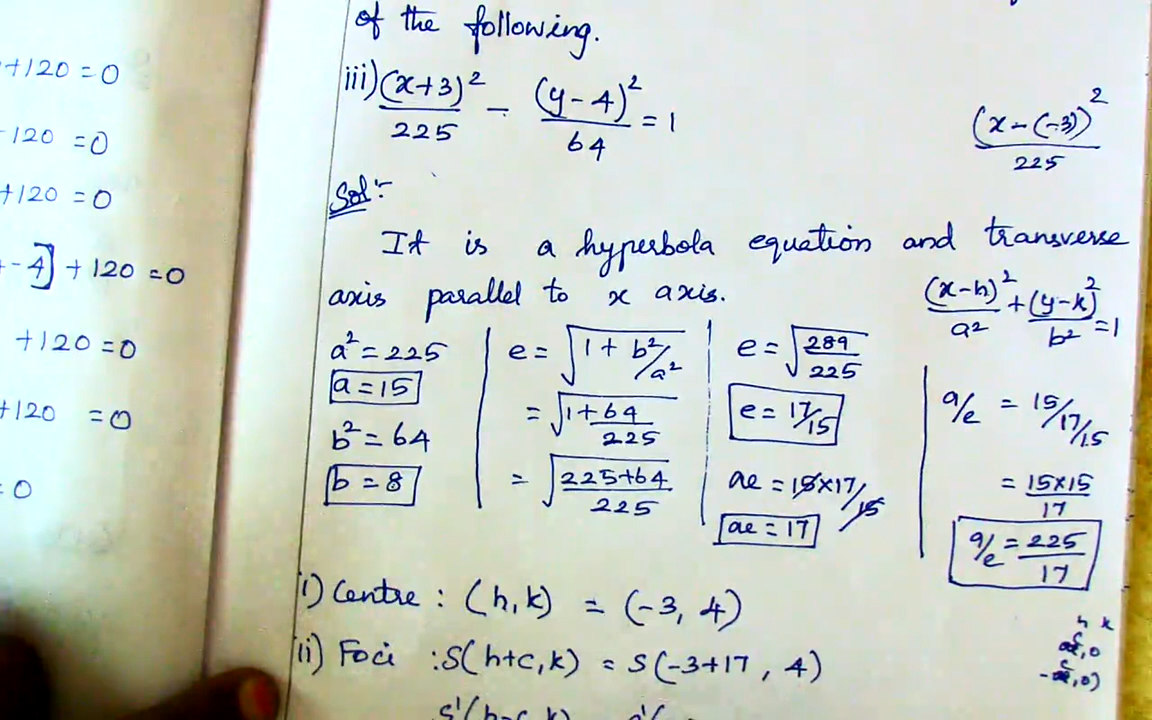 +120 = 0
-120 = 0
+120 = 0
-4] + 120 = 0
+120 = 0
+120 = 0
= 0
of the following.
iii) (x+3)²/225 - (y-4)²/64 = 1
(x-(-3))²/225
Sol:-
It is a hyperbola equation and transverse
axis parallel to x axis.
(x-h)²/a² + (y-k)²/b² = 1
a² = 225
a = 15
b² = 64
b = 8
e = √(1 + b²/a²)
= √(1+64/225)
= √(225+64/225)
e = √(289/225)
e = 17/15
ae = 15×17/15
ae = 17
a/e = 15/17/15
= 15×15/17
a/e = 225/17
i) Centre : (h,k) = (-3, 4)
ii) Foci : S(h+c, k) = S(-3+17, 4)
h k
,0
,0)
S'(h-c, k)